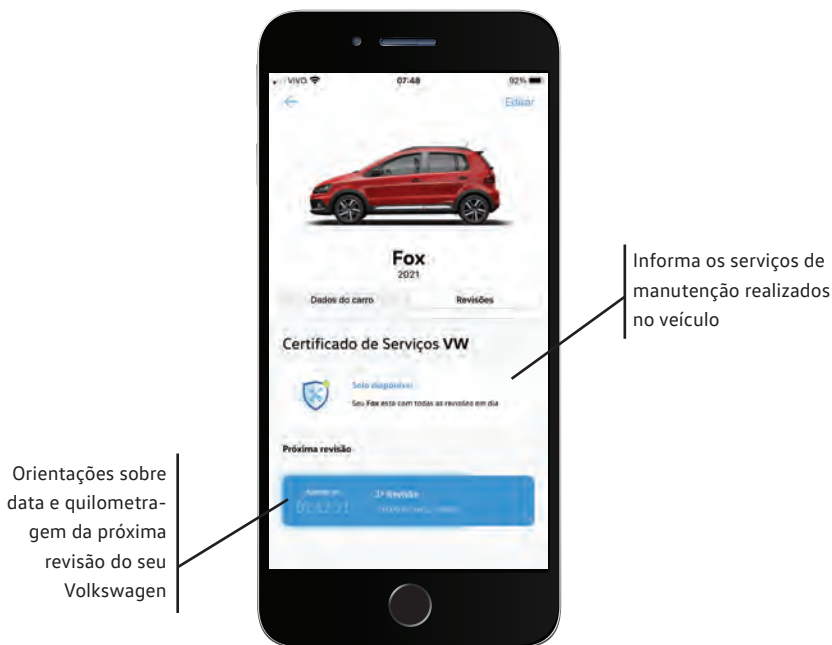 VIVO
07:48
92%
Editar
Fox
2021
Dados do carro
Revisões
Certificado de Serviços VW
Selo disponível
Seu Fox está com todas as revisões em dia
Próxima revisão
1ª Revisão
Informa os serviços de
manutenção realizados
no veículo
Orientações sobre
data e quilometra-
gem da próxima
revisão do seu
Volkswagen